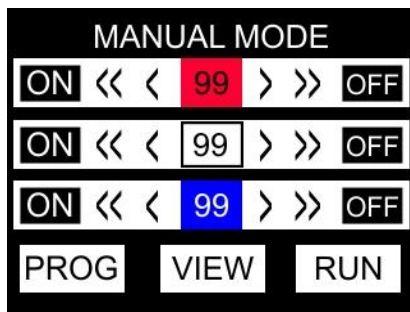 MANUAL MODE
ON << < 99 > >> OFF
ON << < 99 > >> OFF
ON << < 99 > >> OFF
PROG VIEW RUN